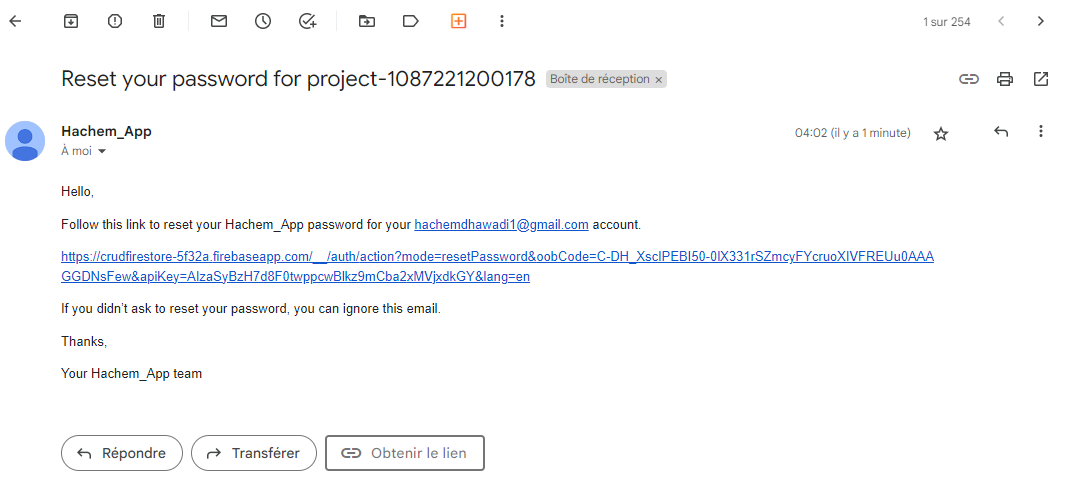 1 sur 254
Reset your password for project-1087221200178 Boîte de réception ×
Hachem_App 04:02 (il y a 1 minute)
À moi
Hello,
Follow this link to reset your Hachem_App password for your hachemdhawadi1@gmail.com account.
https://crudfirestore-5f32a.firebaseapp.com/__/auth/action?mode=resetPassword&oobCode=C-DH_XsclPEBI50-0lX331rSZmcyFYcruoXIVFREUu0AAA
GGDNsFew&apiKey=AIzaSyBzH7d8F0twppcwBlkz9mCba2xMVjxdkGY&lang=en
If you didn't ask to reset your password, you can ignore this email.
Thanks,
Your Hachem_App team
Répondre Transférer Obtenir le lien